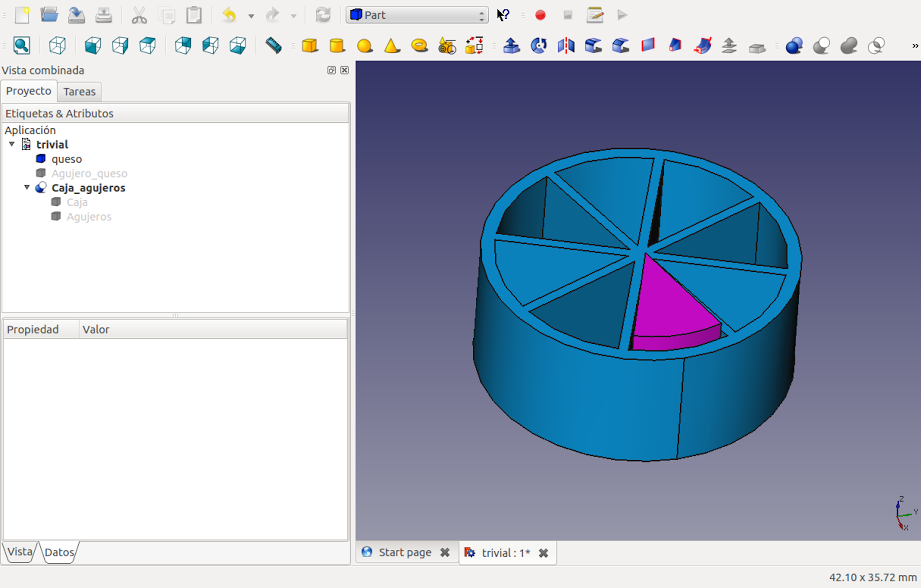 Part
?
»
Vista combinada
Proyecto Tareas
Etiquetas & Atributos
Aplicación
trivial
queso
Agujero_queso
Caja_agujeros
Caja
Agujeros
Propiedad Valor
Z
Y
X
Vista Datos
Start page trivial : 1*
42.10 x 35.72 mm